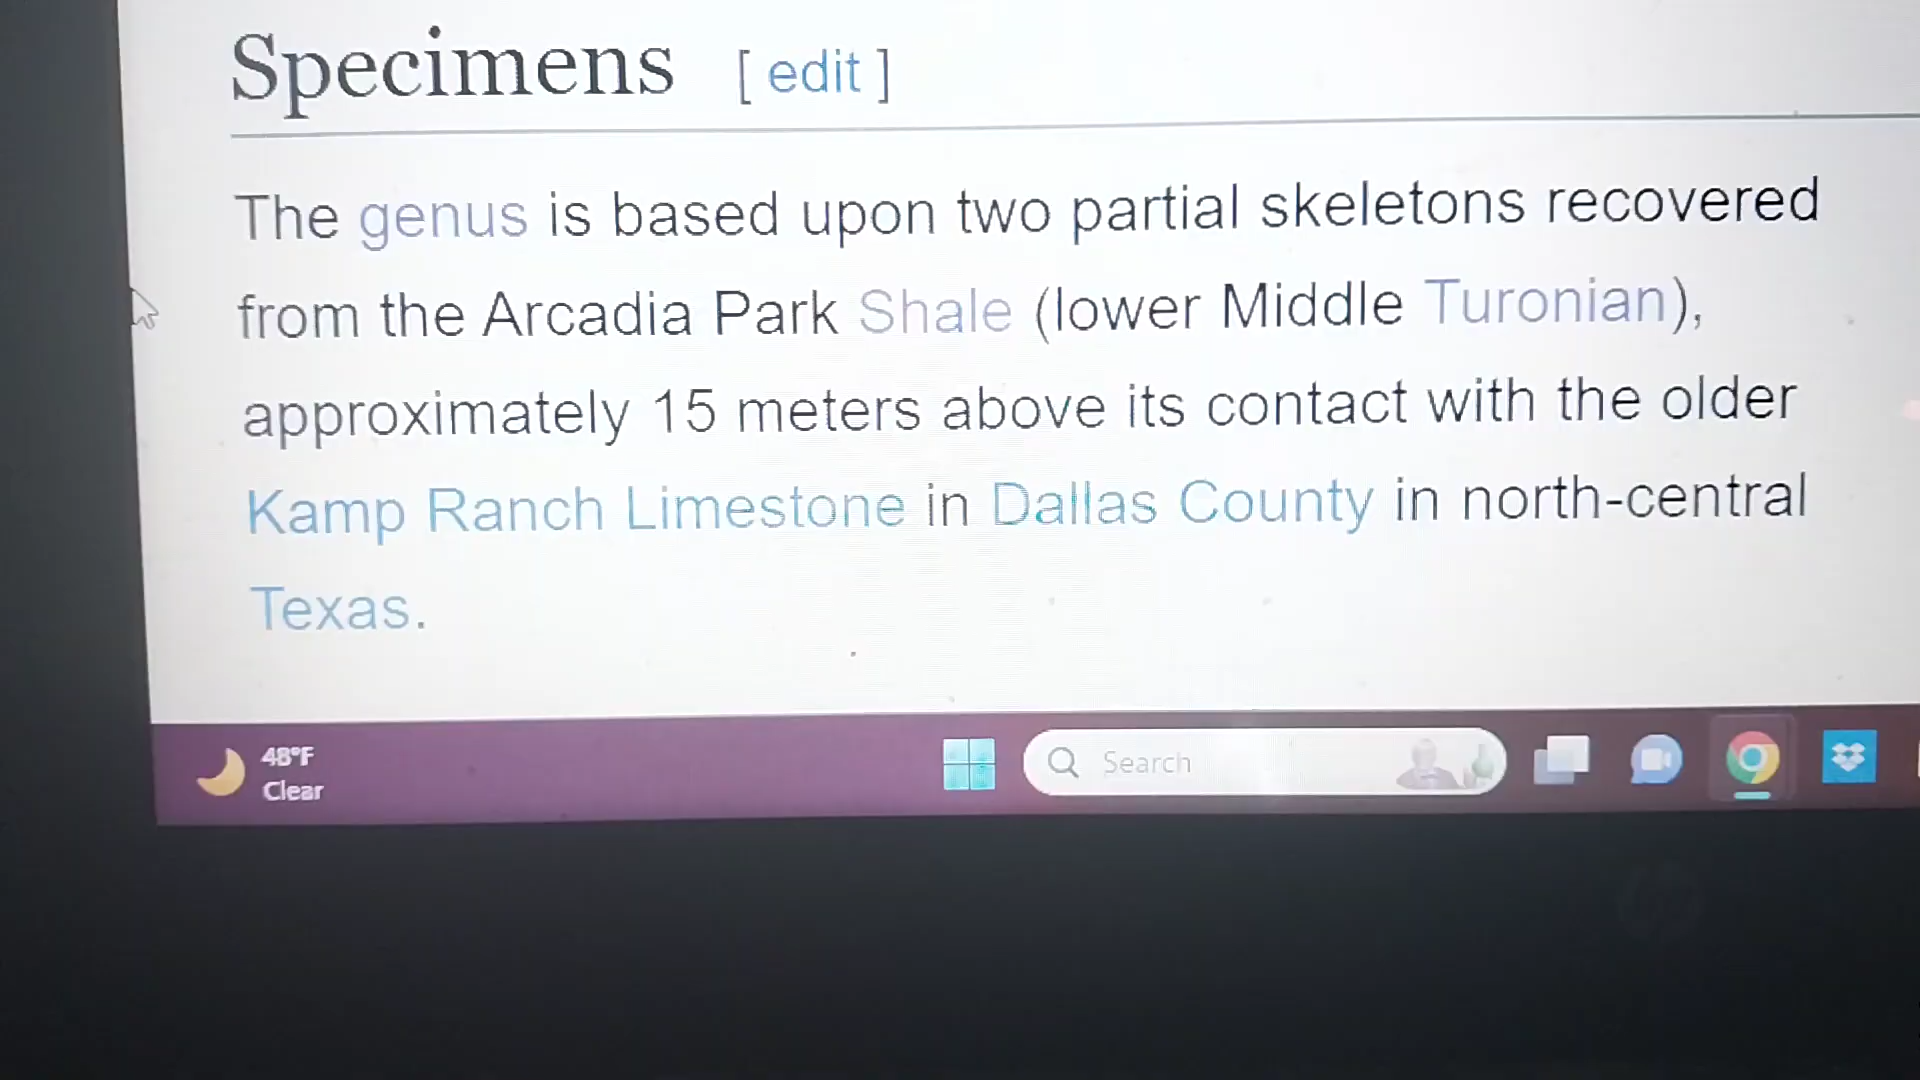 Specimens [ edit ]
The genus is based upon two partial skeletons recovered
from the Arcadia Park Shale (lower Middle Turonian),
approximately 15 meters above its contact with the older
Kamp Ranch Limestone in Dallas County in north-central
Texas.
48°F
Clear
Search
hp